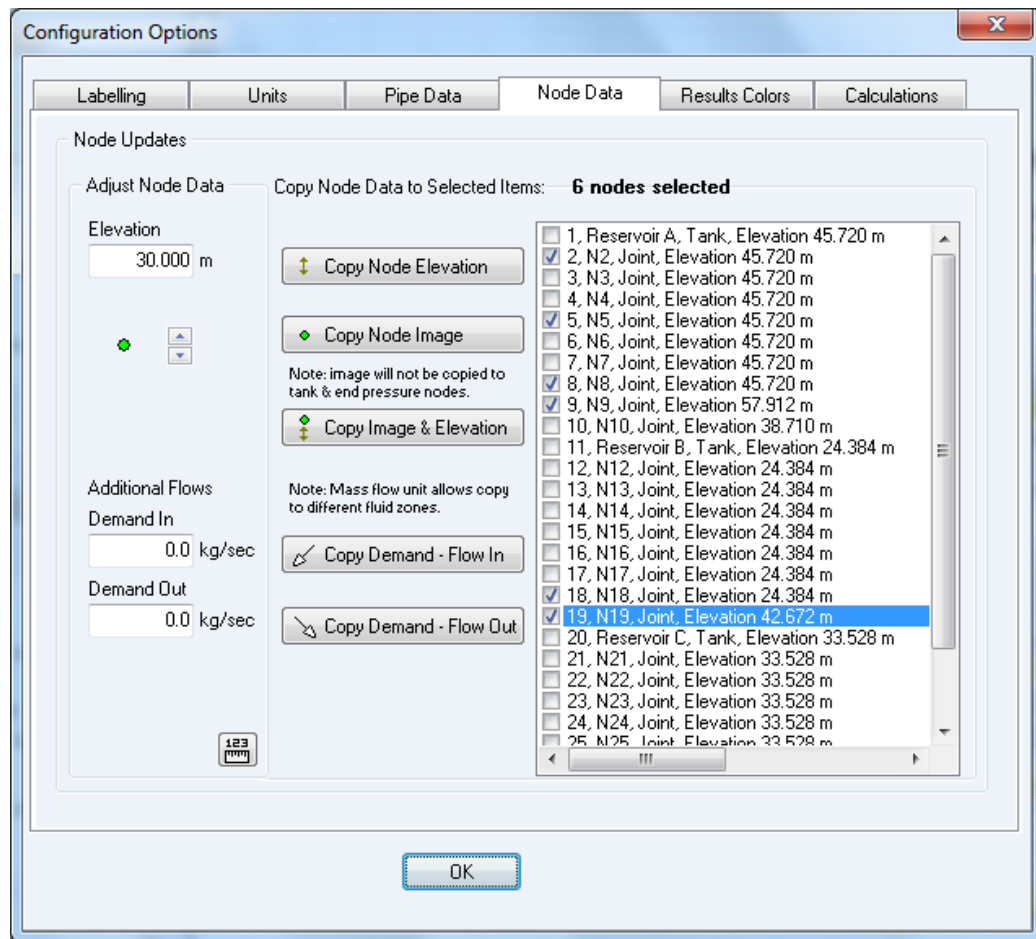 Configuration Options
Labelling
Units
Pipe Data
Node Data
Results Colors
Calculations
Node Updates
Adjust Node Data
Copy Node Data to Selected Items: 6 nodes selected
Elevation
30.000 m
Copy Node Elevation
Copy Node Image
Note: image will not be copied to
tank & end pressure nodes.
Copy Image & Elevation
Additional Flows
Note: Mass flow unit allows copy
to different fluid zones.
Demand In
0.0 kg/sec
Copy Demand - Flow In
Demand Out
0.0 kg/sec
Copy Demand - Flow Out
123
1, Reservoir A, Tank, Elevation 45.720 m
2, N2, Joint, Elevation 45.720 m
3, N3, Joint, Elevation 45.720 m
4, N4, Joint, Elevation 45.720 m
5, N5, Joint, Elevation 45.720 m
6, N6, Joint, Elevation 45.720 m
7, N7, Joint, Elevation 45.720 m
8, N8, Joint, Elevation 45.720 m
9, N9, Joint, Elevation 57.912 m
10, N10, Joint, Elevation 38.710 m
11, Reservoir B, Tank, Elevation 24.384 m
12, N12, Joint, Elevation 24.384 m
13, N13, Joint, Elevation 24.384 m
14, N14, Joint, Elevation 24.384 m
15, N15, Joint, Elevation 24.384 m
16, N16, Joint, Elevation 24.384 m
17, N17, Joint, Elevation 24.384 m
18, N18, Joint, Elevation 24.384 m
19, N19, Joint, Elevation 42.672 m
20, Reservoir C, Tank, Elevation 33.528 m
21, N21, Joint, Elevation 33.528 m
22, N22, Joint, Elevation 33.528 m
23, N23, Joint, Elevation 33.528 m
24, N24, Joint, Elevation 33.528 m
25, N25, Joint, Elevation 33.528 m
OK